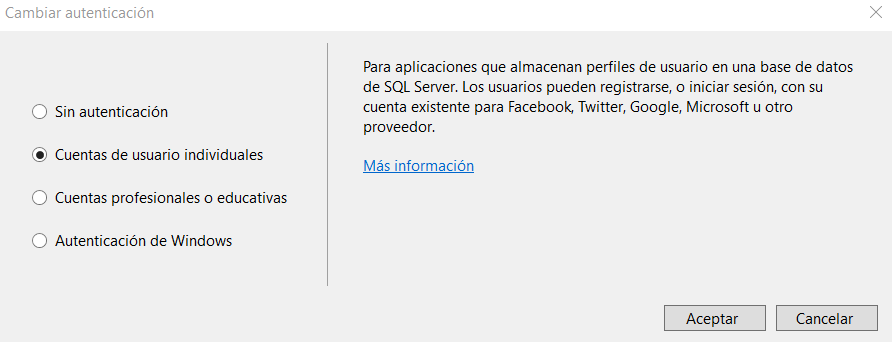 Cambiar autenticación
Sin autenticación
Cuentas de usuario individuales
Cuentas profesionales o educativas
Autenticación de Windows
Para aplicaciones que almacenan perfiles de usuario en una base de datos
de SQL Server. Los usuarios pueden registrarse, o iniciar sesión, con su
cuenta existente para Facebook, Twitter, Google, Microsoft u otro
proveedor.
Más información
Aceptar
Cancelar